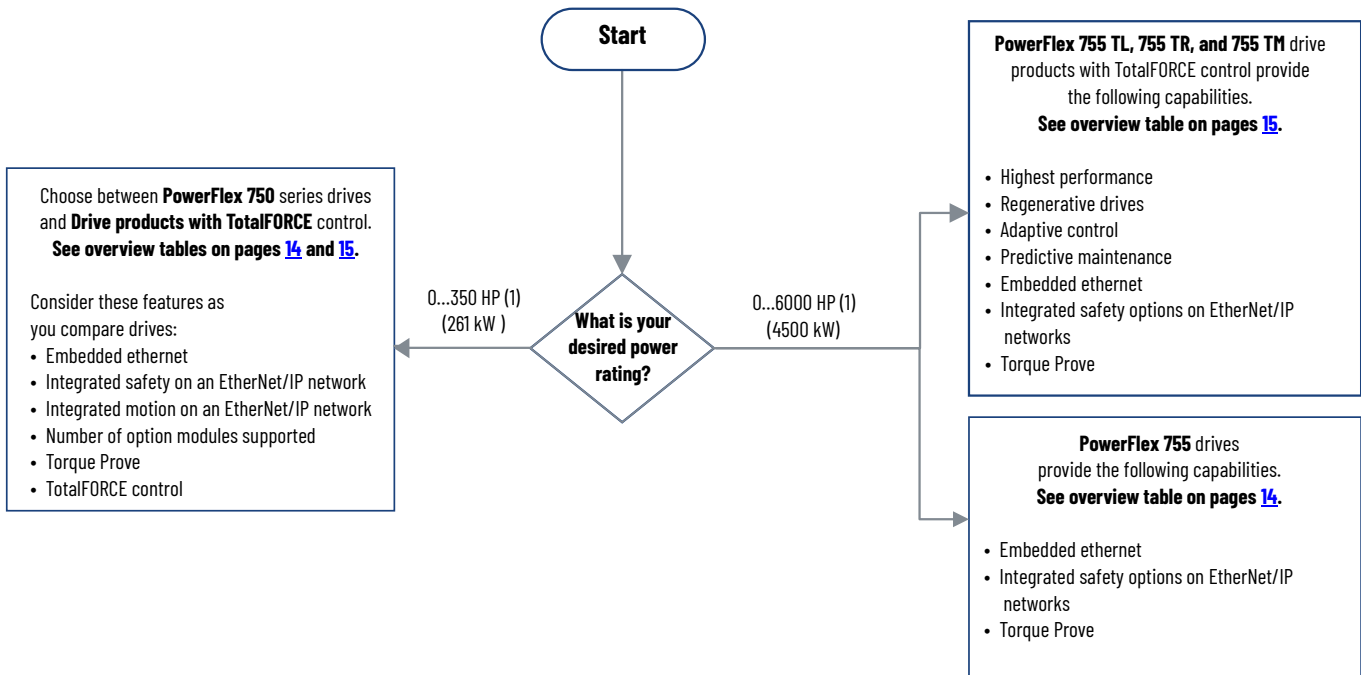 Start
PowerFlex 755 TL, 755 TR, and 755 TM drive
products with TotalFORCE control provide
the following capabilities.
See overview table on pages 15.
• Highest performance
• Regenerative drives
• Adaptive control
• Predictive maintenance
• Embedded ethernet
• Integrated safety options on EtherNet/IP
networks
• Torque Prove
Choose between PowerFlex 750 series drives
and Drive products with TotalFORCE control.
See overview tables on pages 14 and 15.
Consider these features as
you compare drives:
• Embedded ethernet
• Integrated safety on an EtherNet/IP network
• Integrated motion on an EtherNet/IP network
• Number of option modules supported
• Torque Prove
• TotalFORCE control
0...350 HP (1)
(261 kW )
What is your
desired power
rating?
0...6000 HP (1)
(4500 kW)
PowerFlex 755 drives
provide the following capabilities.
See overview table on pages 14.
• Embedded ethernet
• Integrated safety options on EtherNet/IP
networks
• Torque Prove